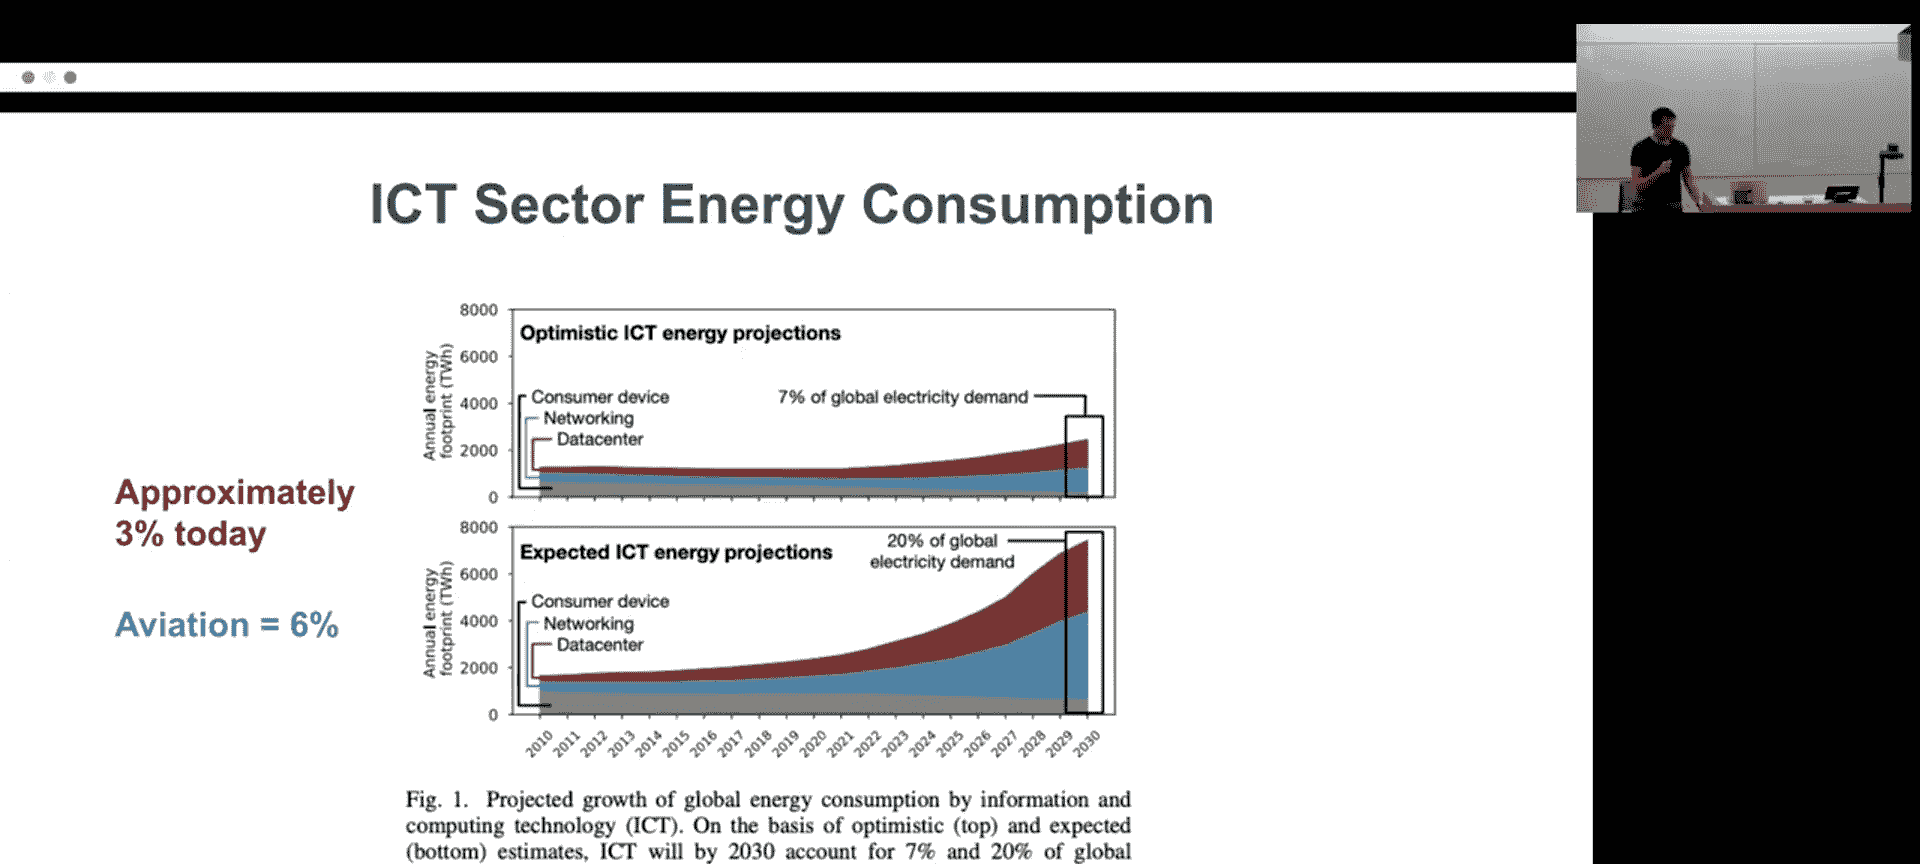 ICT Sector Energy Consumption
8000
6000
4000
2000
0
Annual energy
footprint (TWh)
Optimistic ICT energy projections
Consumer device
Networking
Datacenter
7% of global electricity demand
Approximately
3% today
Aviation = 6%
8000
6000
4000
2000
0
Annual energy
footprint (TWh)
Expected ICT energy projections
20% of global
electricity demand
Consumer device
Networking
Datacenter
2010 2011 2012 2013 2014 2015 2016 2017 2018 2019 2020 2021 2022 2023 2024 2025 2026 2027 2028 2029 2030
Fig. 1. Projected growth of global energy consumption by information and
computing technology (ICT). On the basis of optimistic (top) and expected
(bottom) estimates, ICT will by 2030 account for 7% and 20% of global